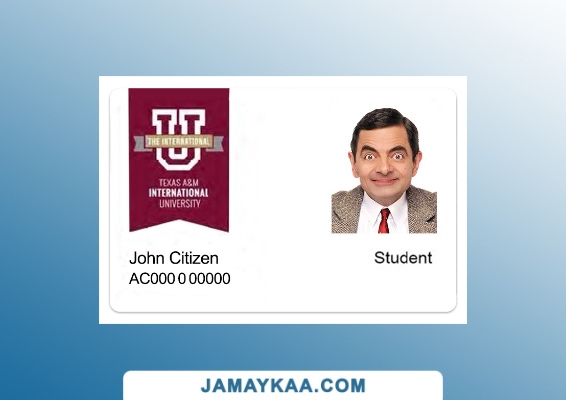 THE INTERNATIONAL
TEXAS A&M
INTERNATIONAL
UNIVERSITY
John Citizen
Student
AC000 0 00000
JAMAYKAA.COM